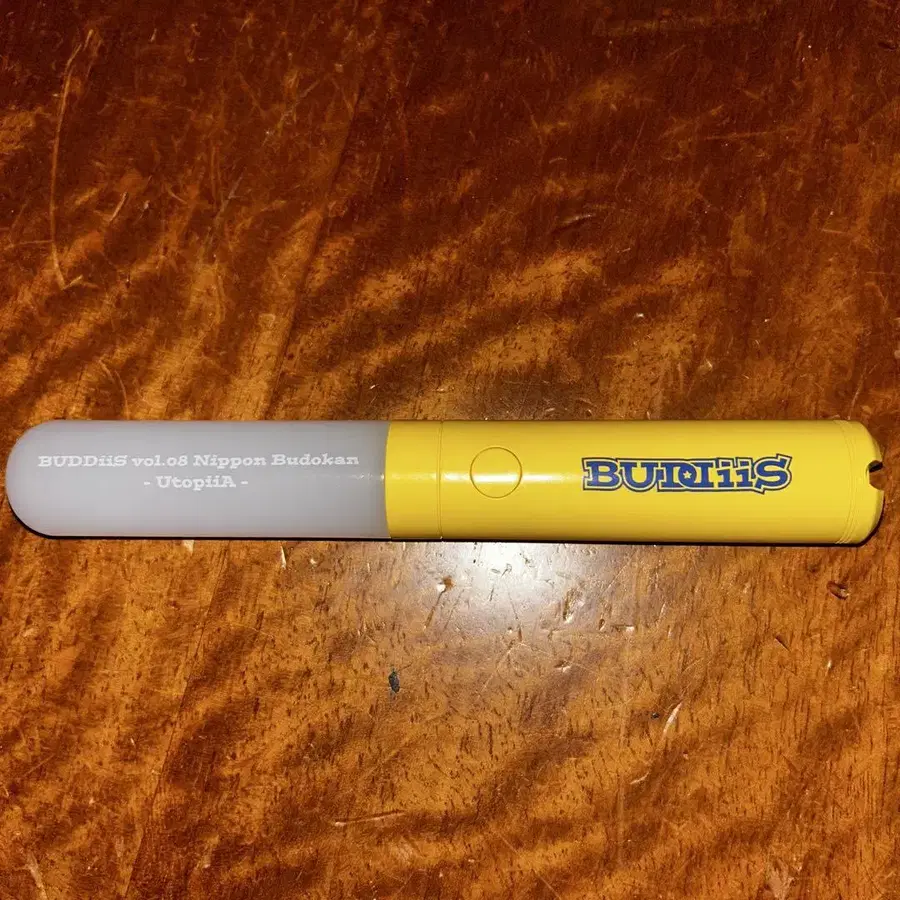 BUDDiiS vol.08 Nippon Budokan
- UtopiiA -
BUDDiiS